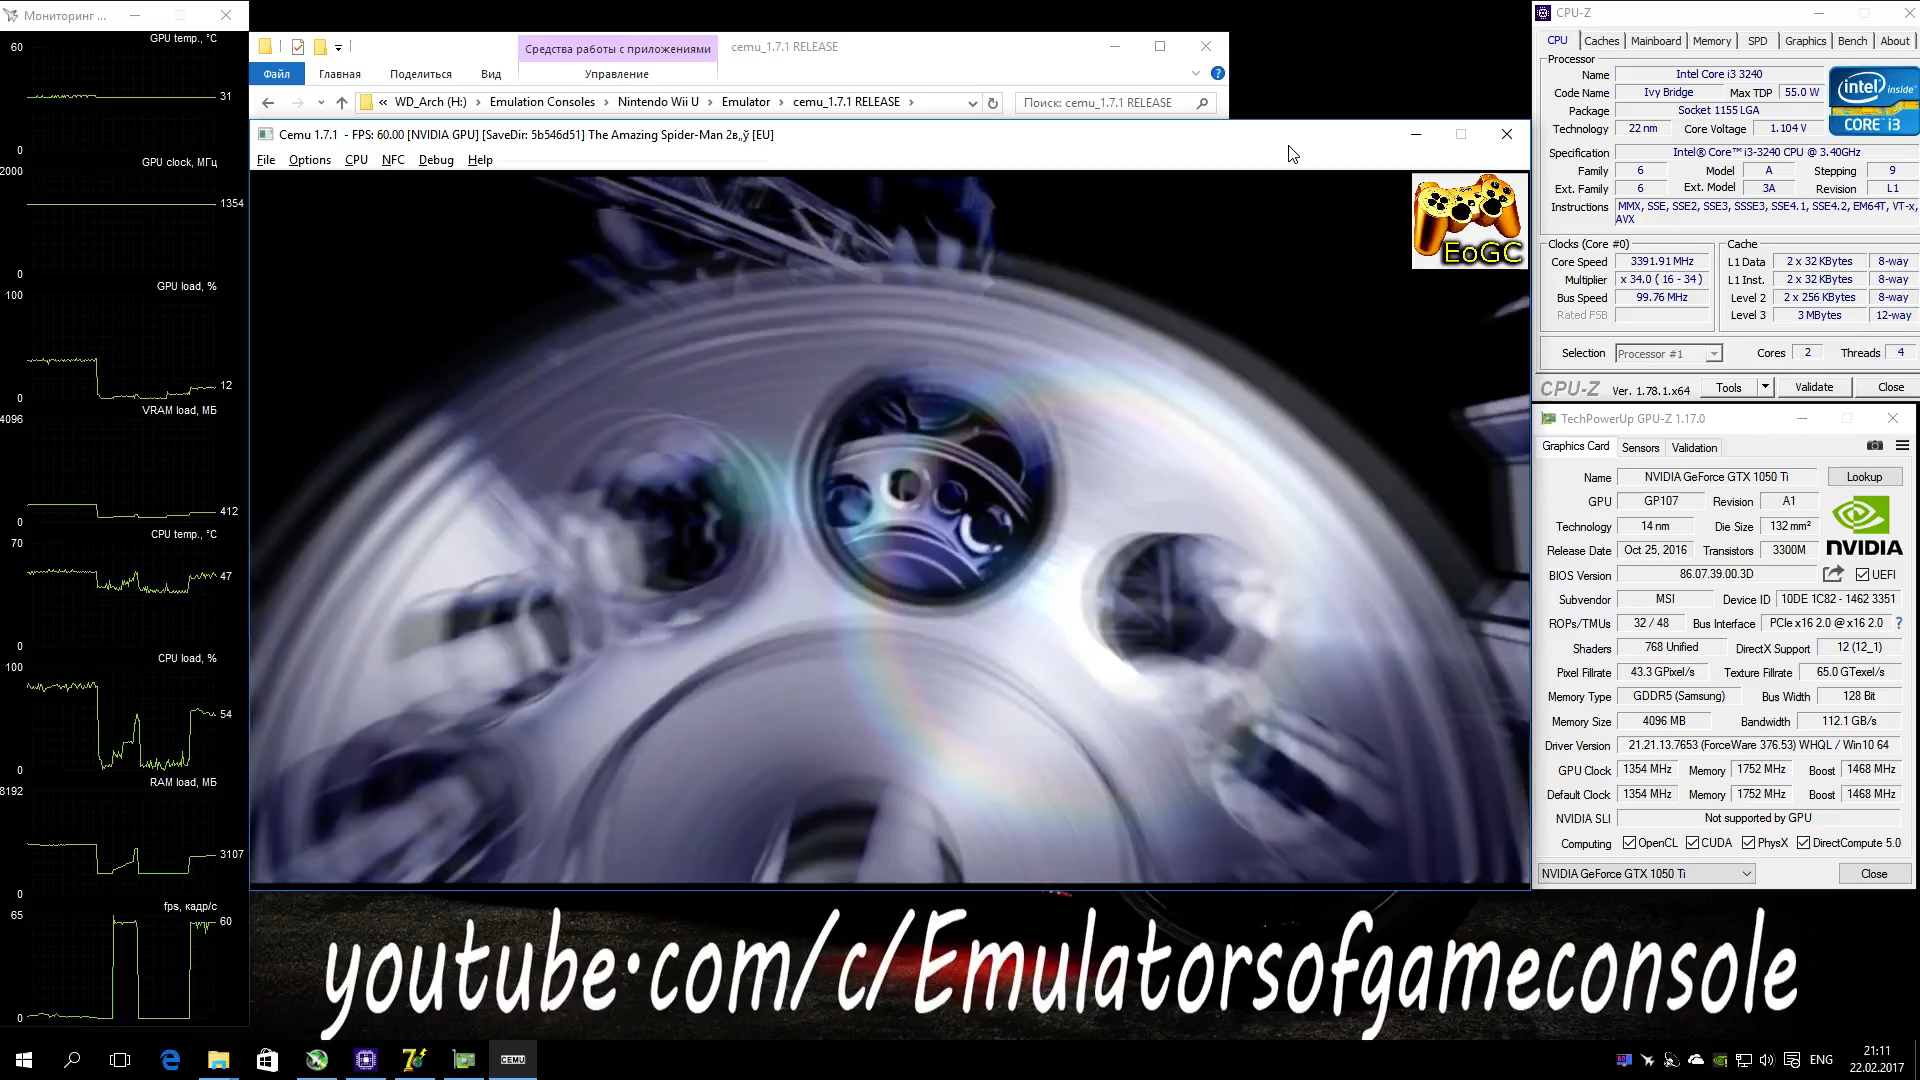 Мониторинг ...
GPU temp., °C
60
31
0
GPU clock, МГц
2000
1354
0
GPU load, %
100
12
0
VRAM load, МБ
4096
412
0
CPU temp., °C
70
47
0
CPU load, %
100
54
0
RAM load, МБ
8192
3107
0
fps, кадр/с
65
60
0
Средства работы с приложениями
cemu_1.7.1 RELEASE
Файл
Главная
Поделиться
Вид
Управление
« WD_Arch (H:) › Emulation Consoles › Nintendo Wii U › Emulator › cemu_1.7.1 RELEASE ›
Поиск: cemu_1.7.1 RELEASE
Cemu 1.7.1 - FPS: 60.00 [NVIDIA GPU] [SaveDir: 5b546d51] The Amazing Spider-Man 2в„ў [EU]
File Options CPU NFC Debug Help
EoGC
CPU-Z
CPU Caches Mainboard Memory SPD Graphics Bench About
Processor
Name Intel Core i3 3240
Code Name Ivy Bridge Max TDP 55.0 W
Package Socket 1155 LGA
Technology 22 nm Core Voltage 1.104 V
intel inside™
CORE i3
Specification Intel® Core™ i3-3240 CPU @ 3.40GHz
Family 6 Model A Stepping 9
Ext. Family 6 Ext. Model 3A Revision L1
Instructions MMX, SSE, SSE2, SSE3, SSSE3, SSE4.1, SSE4.2, EM64T, VT-x,
AVX
Clocks (Core #0)
Core Speed 3391.91 MHz
Multiplier x 34.0 ( 16 - 34 )
Bus Speed 99.76 MHz
Rated FSB
Cache
L1 Data 2 x 32 KBytes 8-way
L1 Inst. 2 x 32 KBytes 8-way
Level 2 2 x 256 KBytes 8-way
Level 3 3 MBytes 12-way
Selection Processor #1 Cores 2 Threads 4
CPU-Z Ver. 1.78.1.x64 Tools Validate Close
TechPowerUp GPU-Z 1.17.0
Graphics Card Sensors Validation
Name NVIDIA GeForce GTX 1050 Ti Lookup
GPU GP107 Revision A1
Technology 14 nm Die Size 132 mm²
Release Date Oct 25, 2016 Transistors 3300M
NVIDIA
BIOS Version 86.07.39.00.3D UEFI
Subvendor MSI Device ID 10DE 1C82 - 1462 3351
ROPs/TMUs 32 / 48 Bus Interface PCIe x16 2.0 @ x16 2.0 ?
Shaders 768 Unified DirectX Support 12 (12_1)
Pixel Fillrate 43.3 GPixel/s Texture Fillrate 65.0 GTexel/s
Memory Type GDDR5 (Samsung) Bus Width 128 Bit
Memory Size 4096 MB Bandwidth 112.1 GB/s
Driver Version 21.21.13.7653 (ForceWare 376.53) WHQL / Win10 64
GPU Clock 1354 MHz Memory 1752 MHz Boost 1468 MHz
Default Clock 1354 MHz Memory 1752 MHz Boost 1468 MHz
NVIDIA SLI Not supported by GPU
Computing OpenCL CUDA PhysX DirectCompute 5.0
NVIDIA GeForce GTX 1050 Ti Close
youtube.com/c/Emulatorsofgameconsole
CEMU
ENG
21:11
22.02.2017